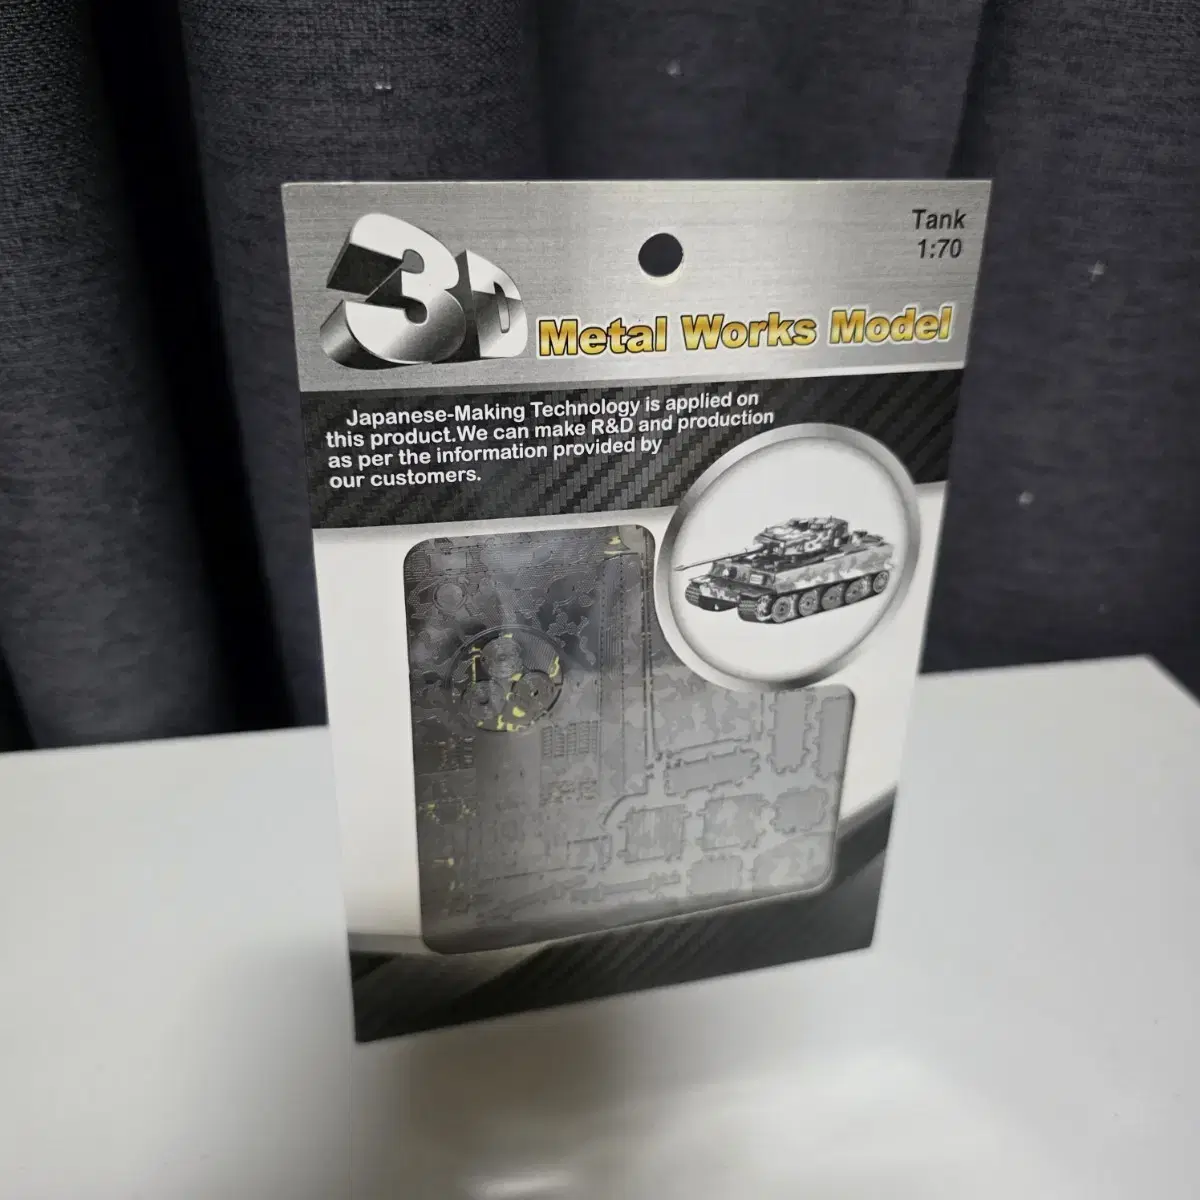 Tank
1:70
3D
Metal Works Model
Japanese-Making Technology is applied on
this product.We can make R&D and production
as per the information provided by
our customers.